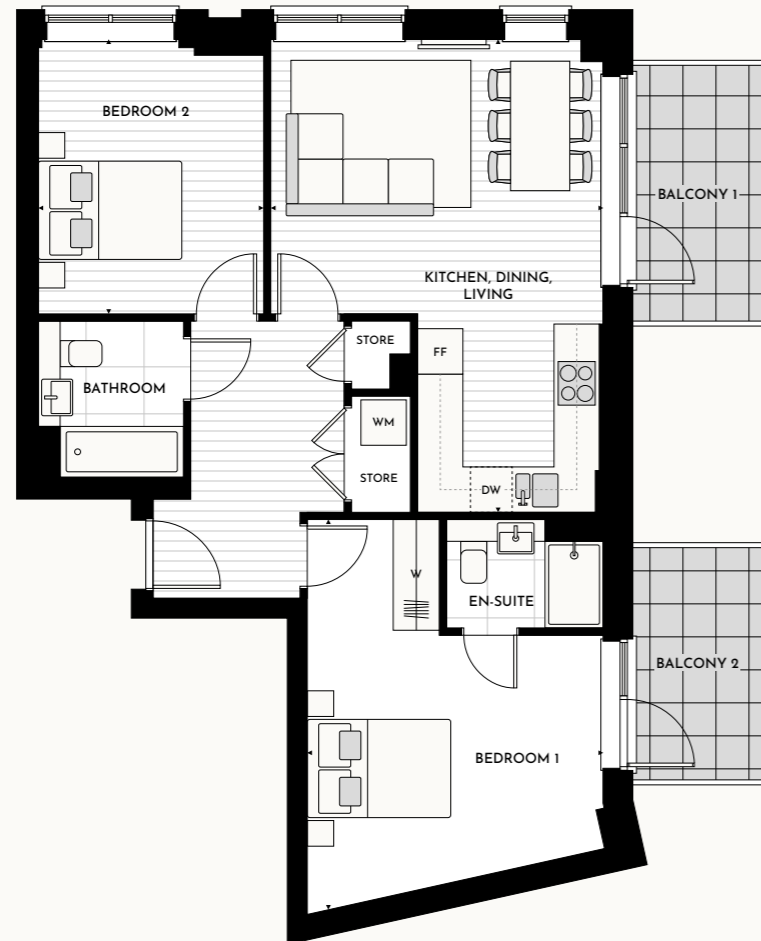 BEDROOM 2
BALCONY 1
KITCHEN, DINING,
LIVING
STORE
FF
BATHROOM
WM
STORE
DW
W
EN-SUITE
BALCONY 2
BEDROOM 1